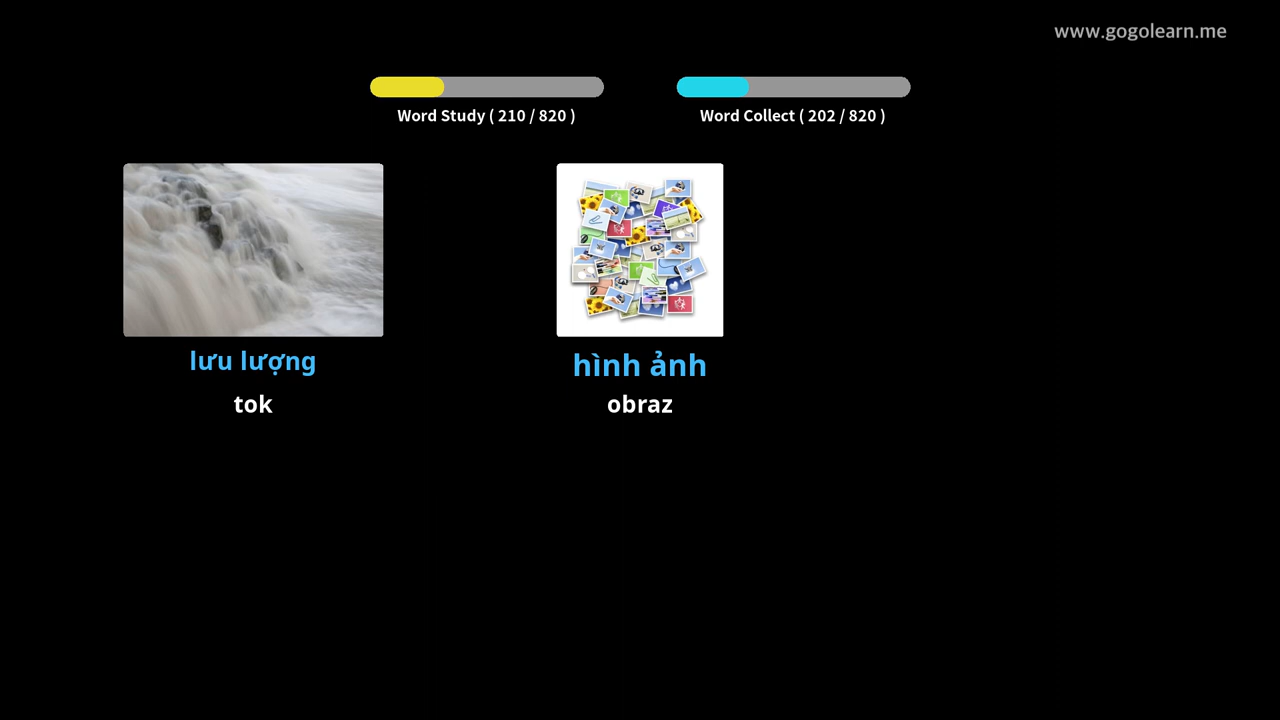 www.gogolearn.me
Word Study ( 210 / 820 )
Word Collect ( 202 / 820 )
lưu lượng
tok
hình ảnh
obraz